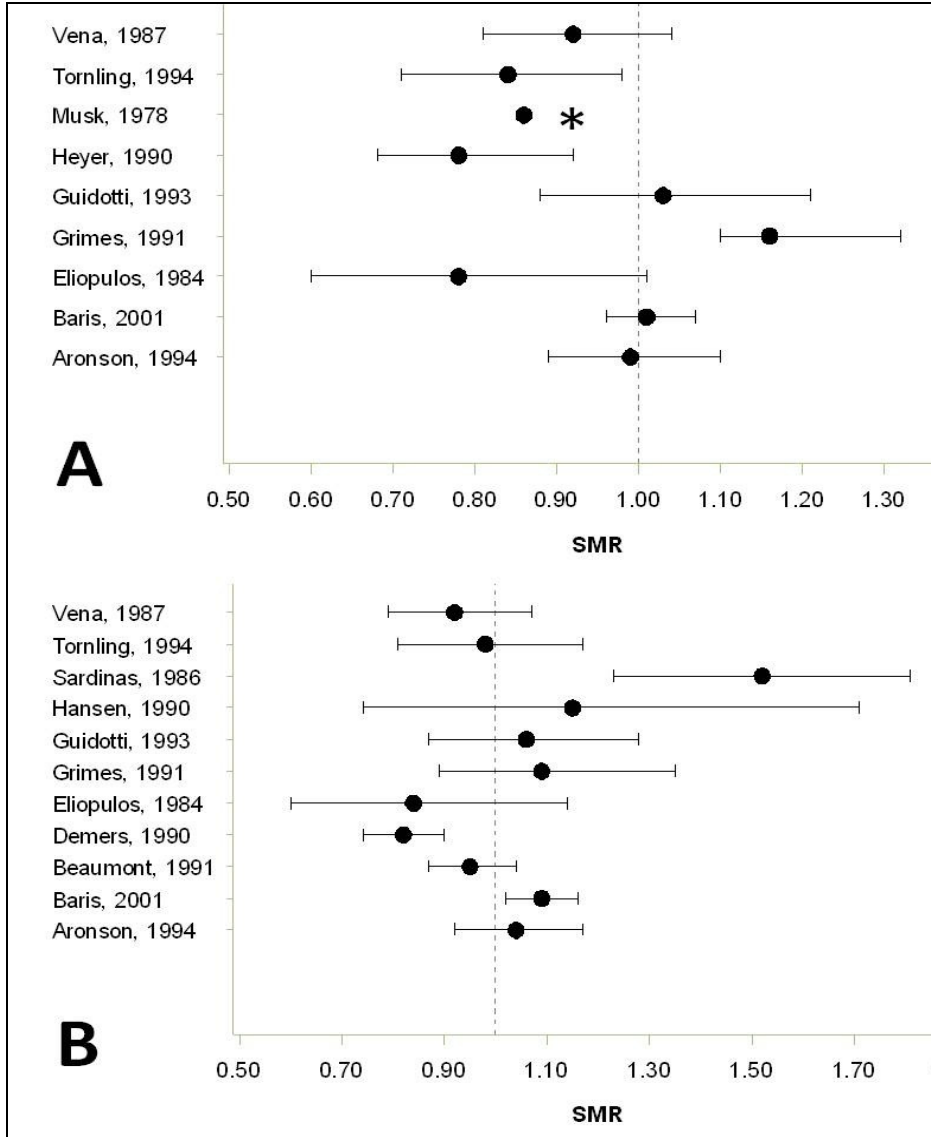 Vena, 1987
Tornling, 1994
Musk, 1978
*
Heyer, 1990
Guidotti, 1993
Grimes, 1991
Eliopulos, 1984
Baris, 2001
Aronson, 1994
A
0.50 0.60 0.70 0.80 0.90 1.00 1.10 1.20 1.30
SMR
Vena, 1987
Tornling, 1994
Sardinas, 1986
Hansen, 1990
Guidotti, 1993
Grimes, 1991
Eliopulos, 1984
Demers, 1990
Beaumont, 1991
Baris, 2001
Aronson, 1994
B
0.50 0.70 0.90 1.10 1.30 1.50 1.70
SMR